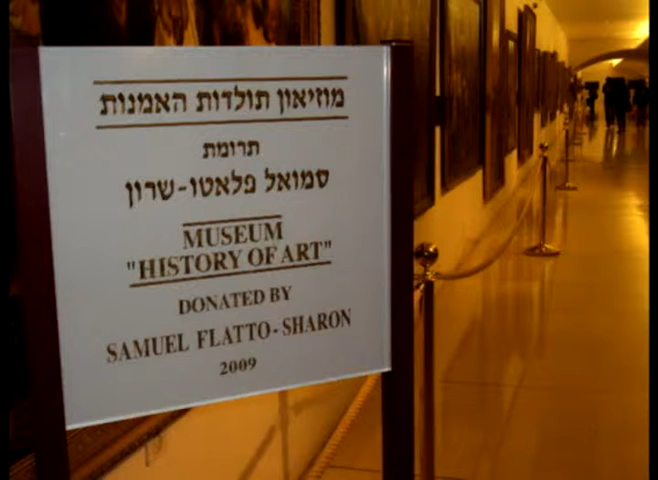 מוזיאון תולדות האמנות
תרומת
סמואל פלאטו-שרון
MUSEUM
"HISTORY OF ART"
DONATED BY
SAMUEL FLATTO-SHARON
2009